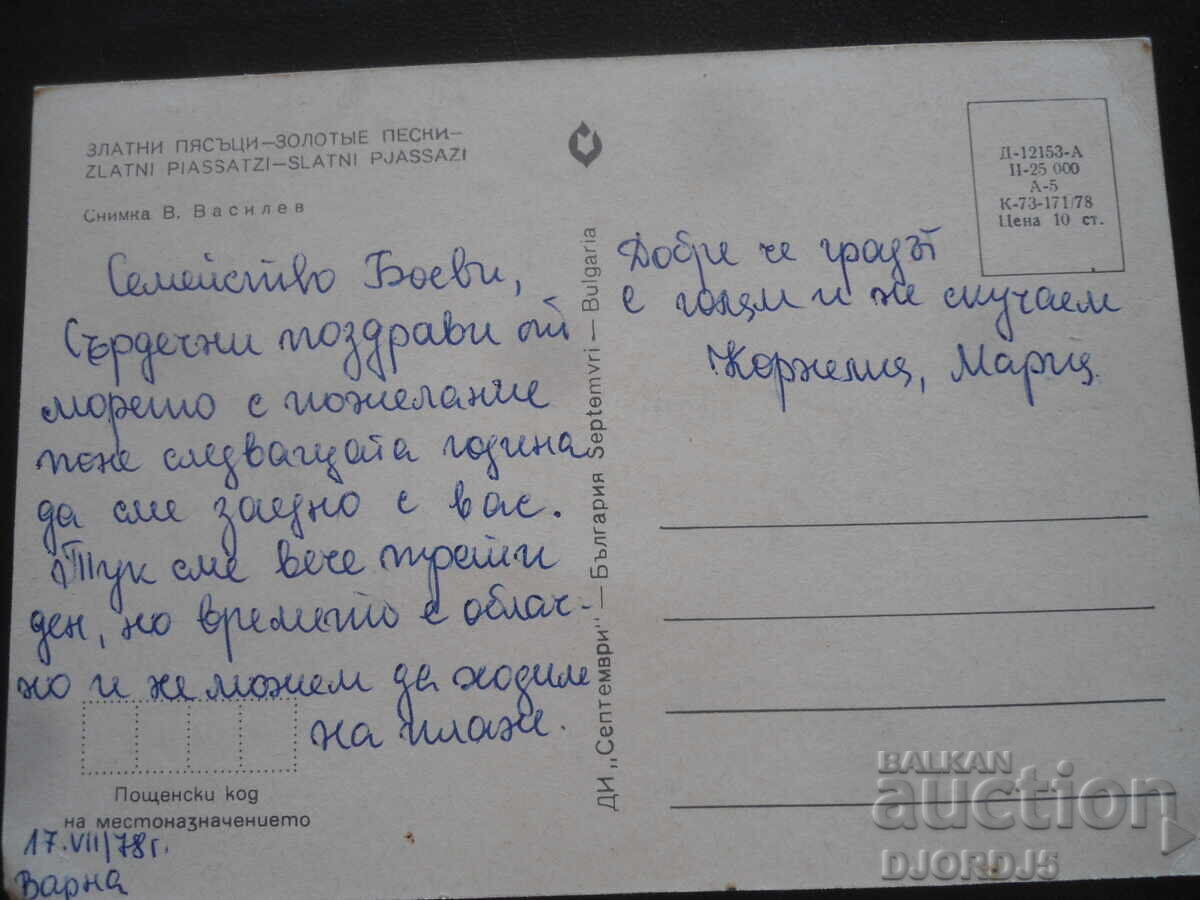 ЗЛАТНИ ПЯСЪЦИ—ЗОЛОТЫЕ ПЕСКИ—
ZLATNI PIASSATZI—SLATNI PJASSAZI
Снимка В. Василев
Семейство Боеви,
Сърдечни поздрави от
морето с пожелание
поне следващата година
да сме заедно с вас.
Тук сме вече трети
ден, но времето е облач-
но и не можем да ходим
на плаж.
Пощенски код
на местоназначението
17.VII/78г.
Варна
ДИ „Септември" — България Septemvri — Bulgaria
Д-12153-А
П-25 000
А-5
К-73-171/78
Цена 10 ст.
Добре че градът
е голям и не скучаем
Корнелия, Мария
BALKAN
auction
DJORDJ5